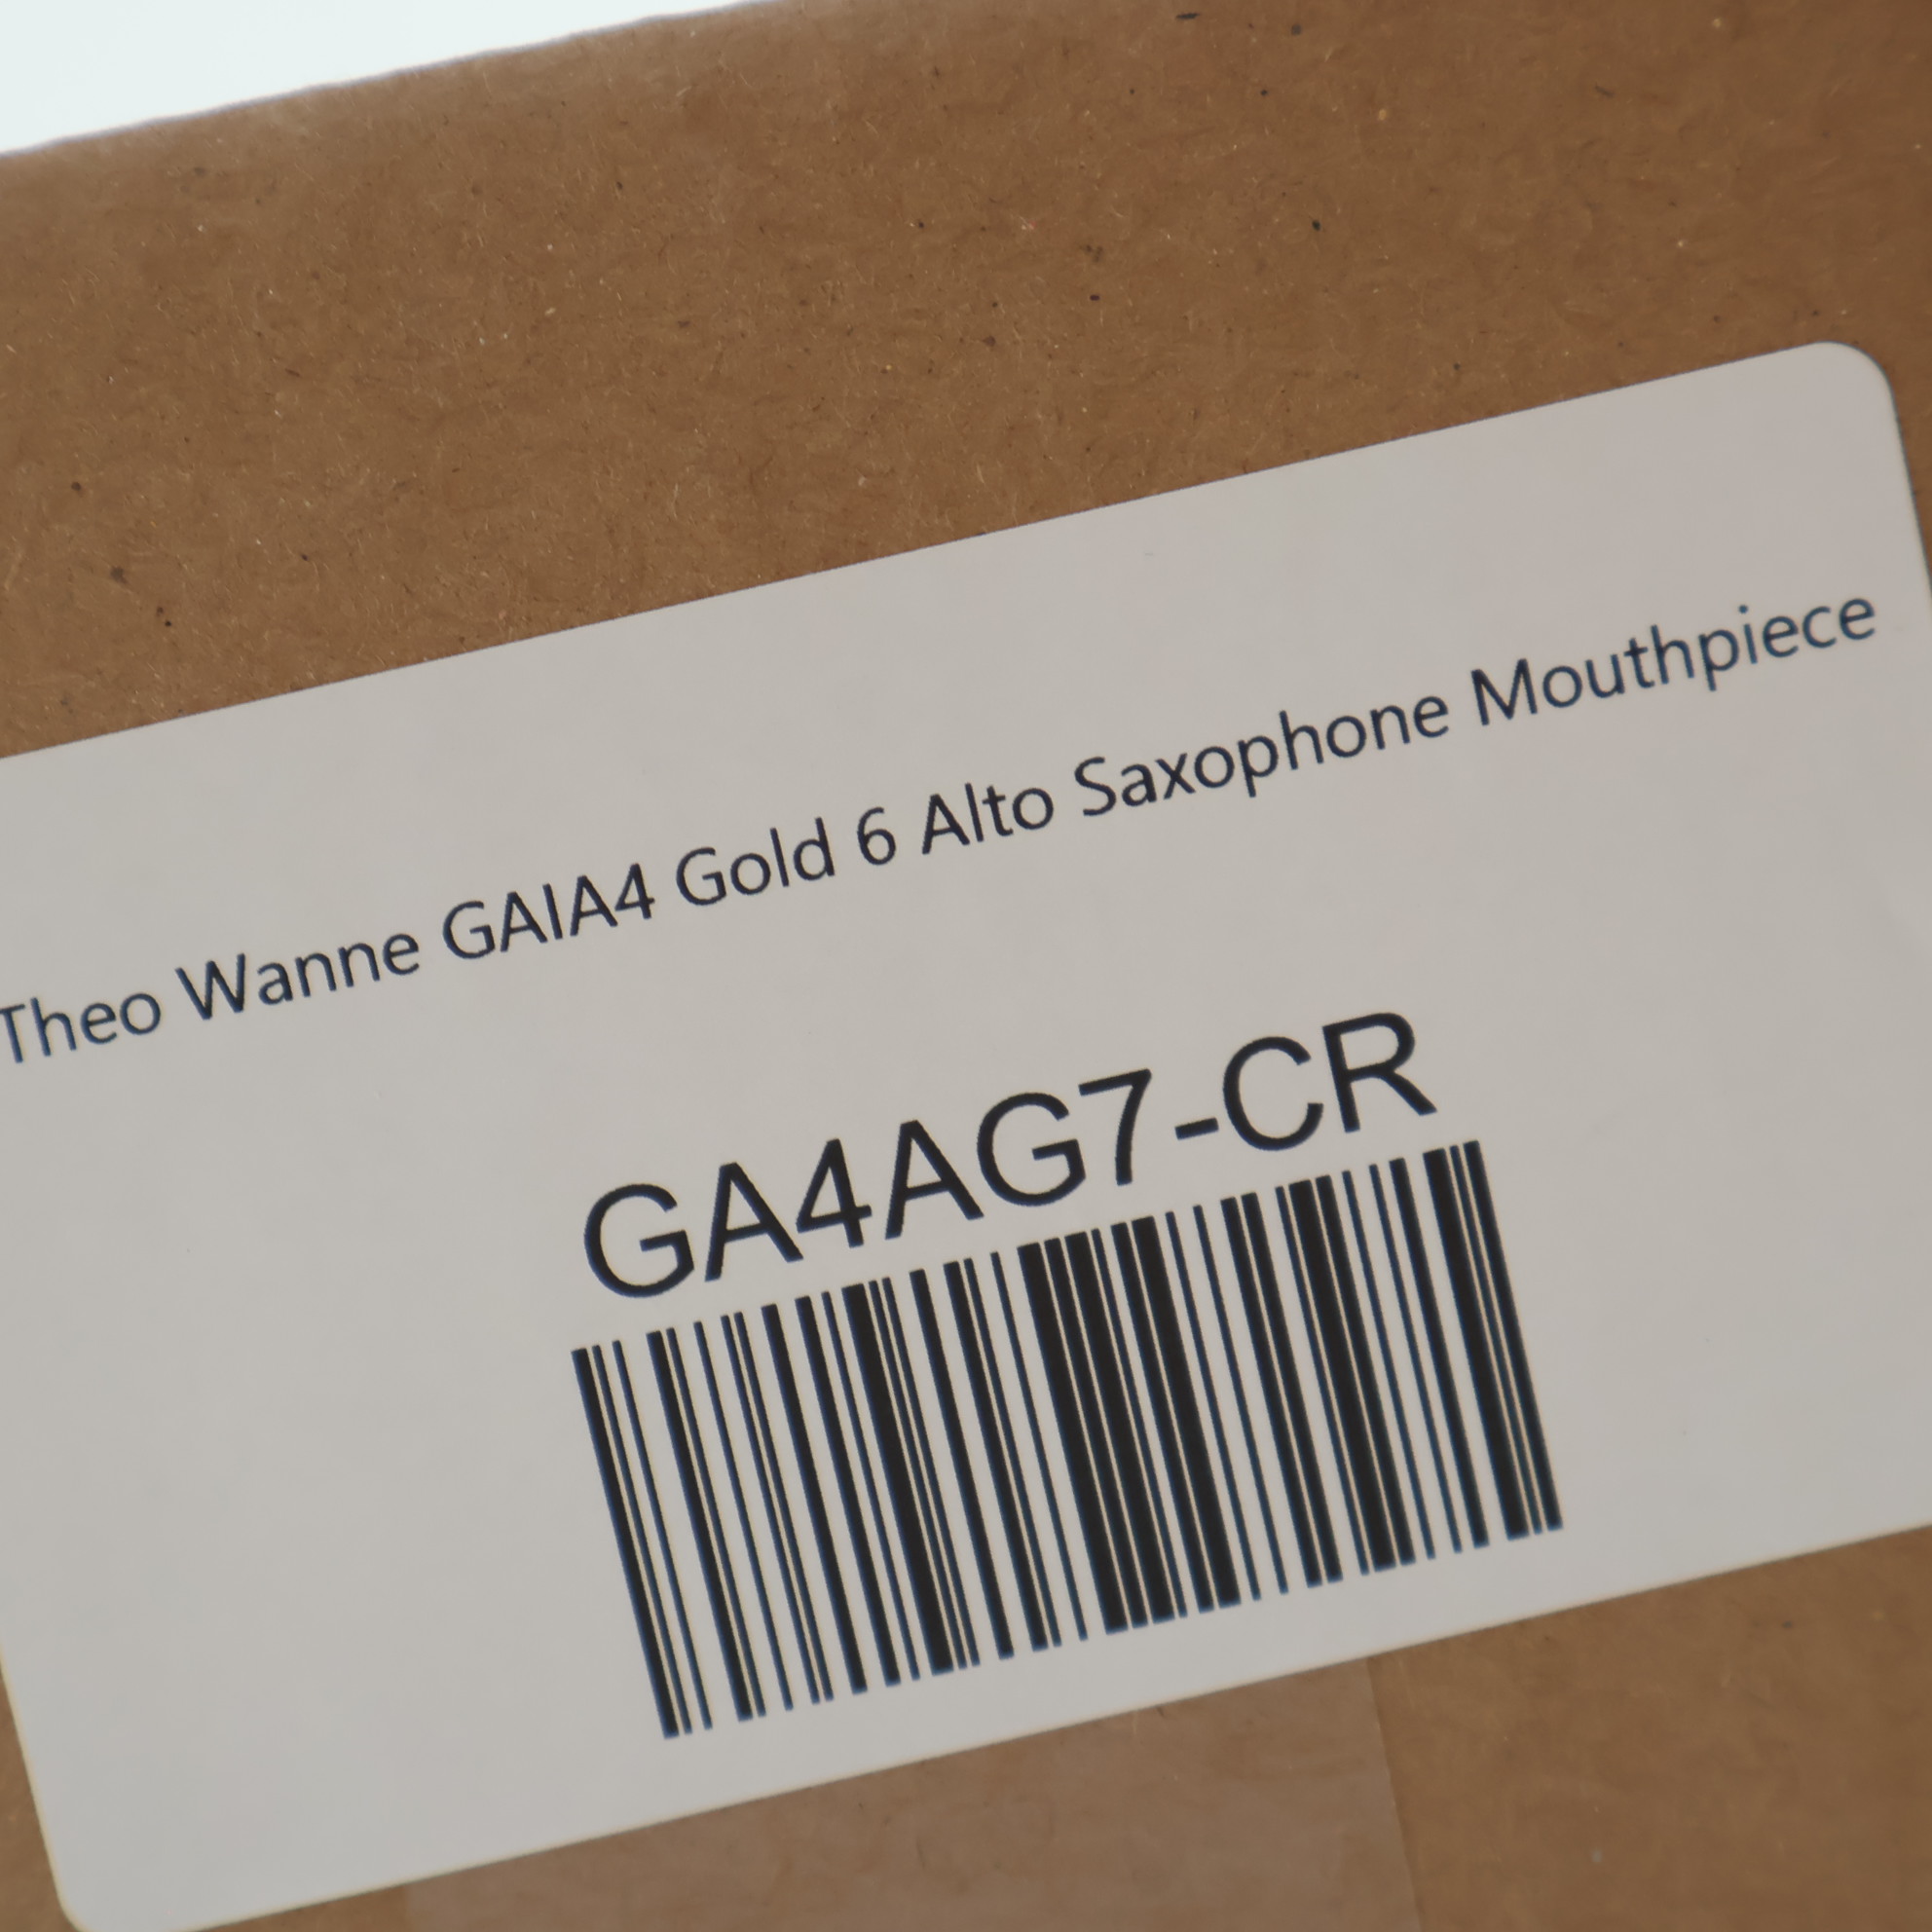 Theo Wanne GAIA4 Gold 6 Alto Saxophone Mouthpiece
GA4AG7-CR